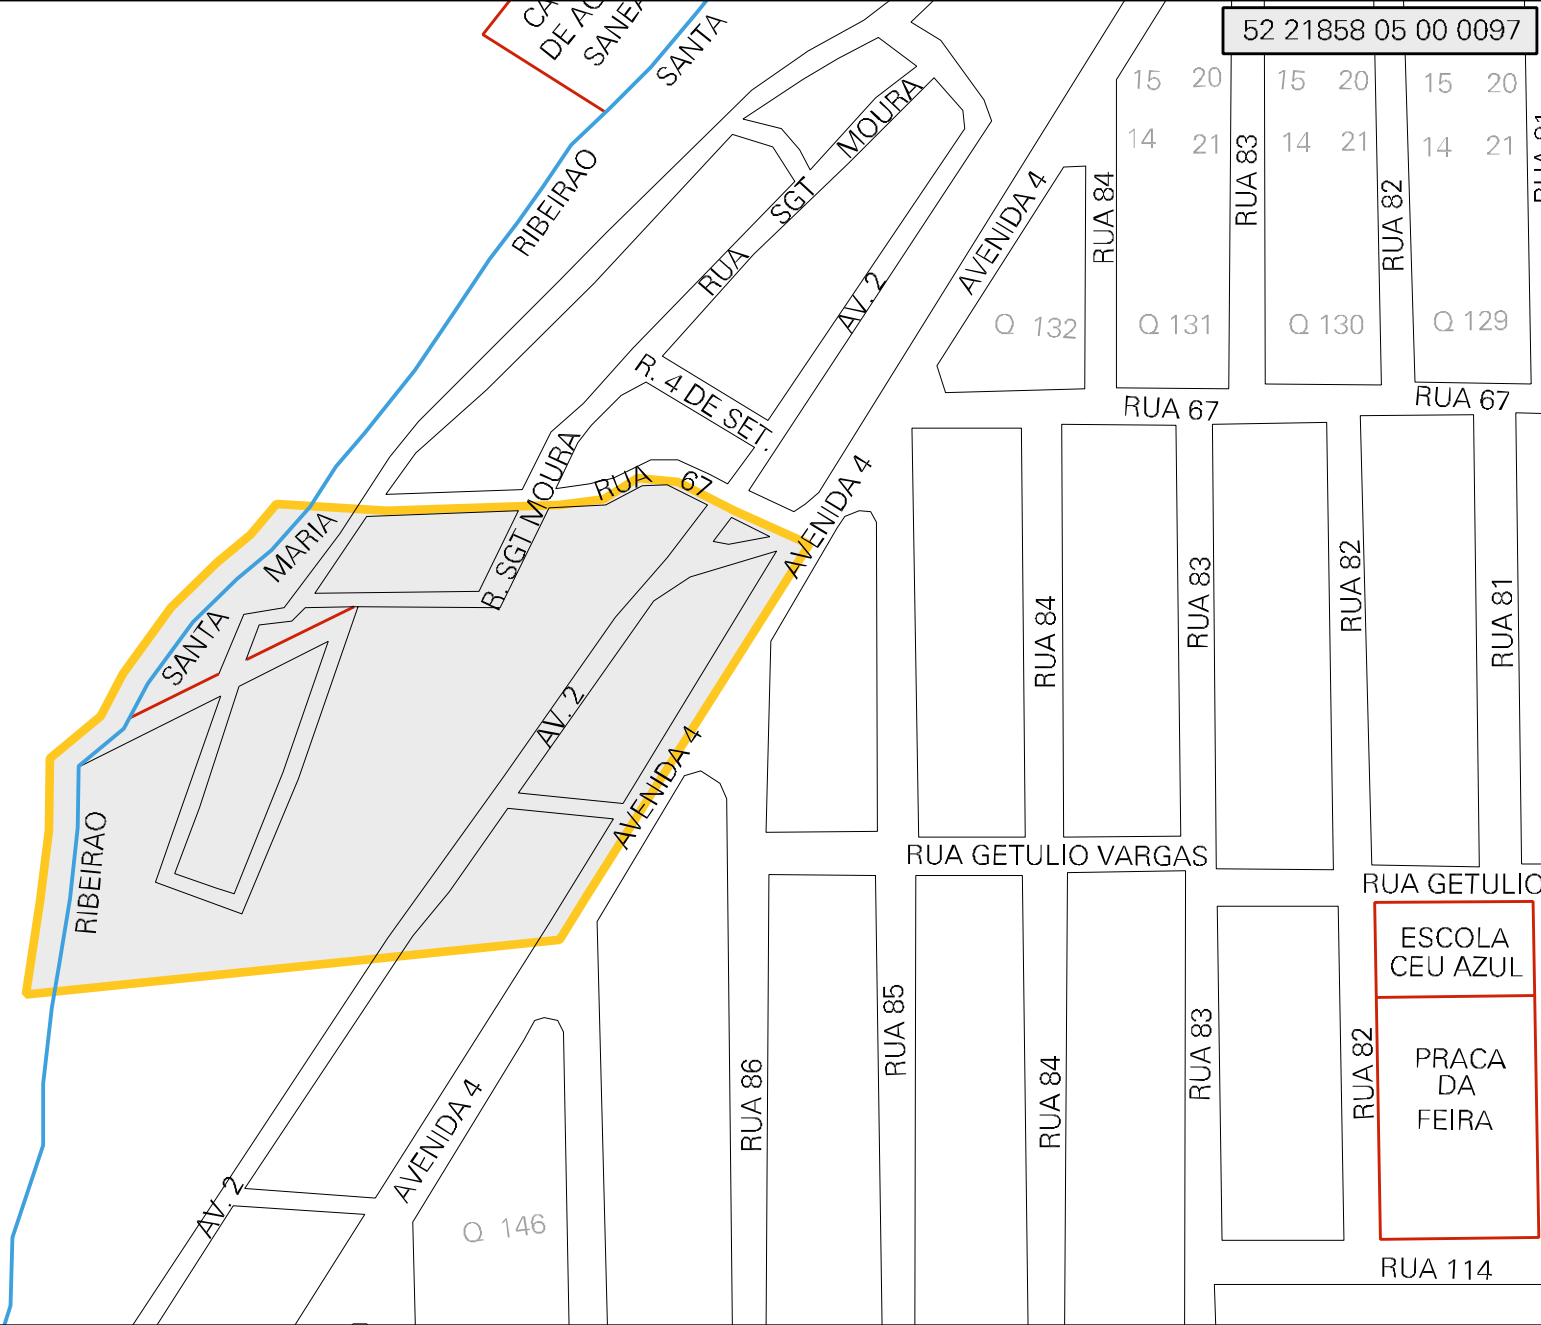 52 21858 05 00 0097
DE
SANTA
15 20
14 21
15 20
14 21
15 20
14 21
RIBEIRAO
RUA SGT MOURA
AV. 2
AVENIDA 4
RUA 84
RUA 83
RUA 82
Q 132
Q 131
Q 130
Q 129
R. 4 DE SET.
RUA 67
RUA 67
RUA 67
AVENIDA 4
R. SGT MOURA
SANTA MARIA
RIBEIRAO
AV. 2
AVENIDA 4
RUA 84
RUA 83
RUA 82
RUA 81
RUA GETULIO VARGAS
RUA GETULIO
ESCOLA
CEU AZUL
PRACA
DA
FEIRA
RUA 86
RUA 85
RUA 84
RUA 83
RUA 82
AVENIDA 4
AV. 2
Q 146
RUA 114